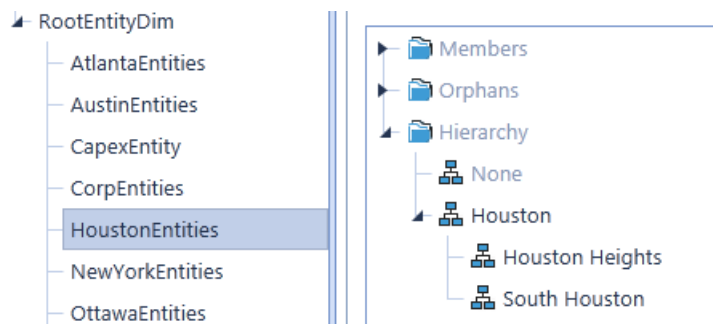 RootEntityDim
AtlantaEntities
AustinEntities
CapexEntity
CorpEntities
HoustonEntities
NewYorkEntities
OttawaEntities
Members
Orphans
Hierarchy
None
Houston
Houston Heights
South Houston